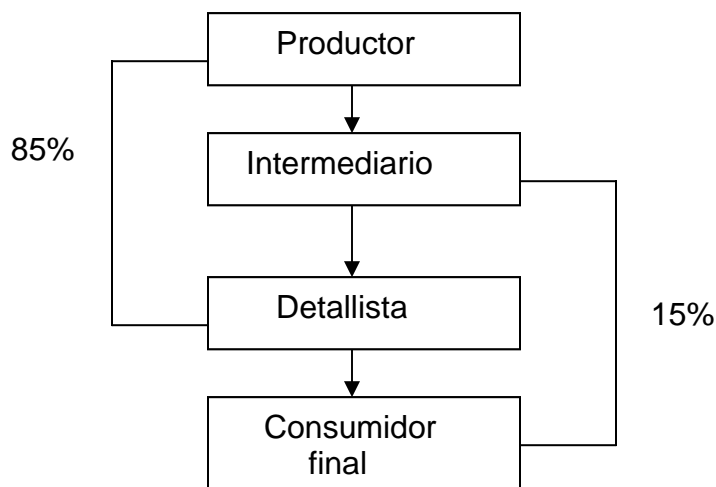 Productor
85%
Intermediario
Detallista
15%
Consumidor
final